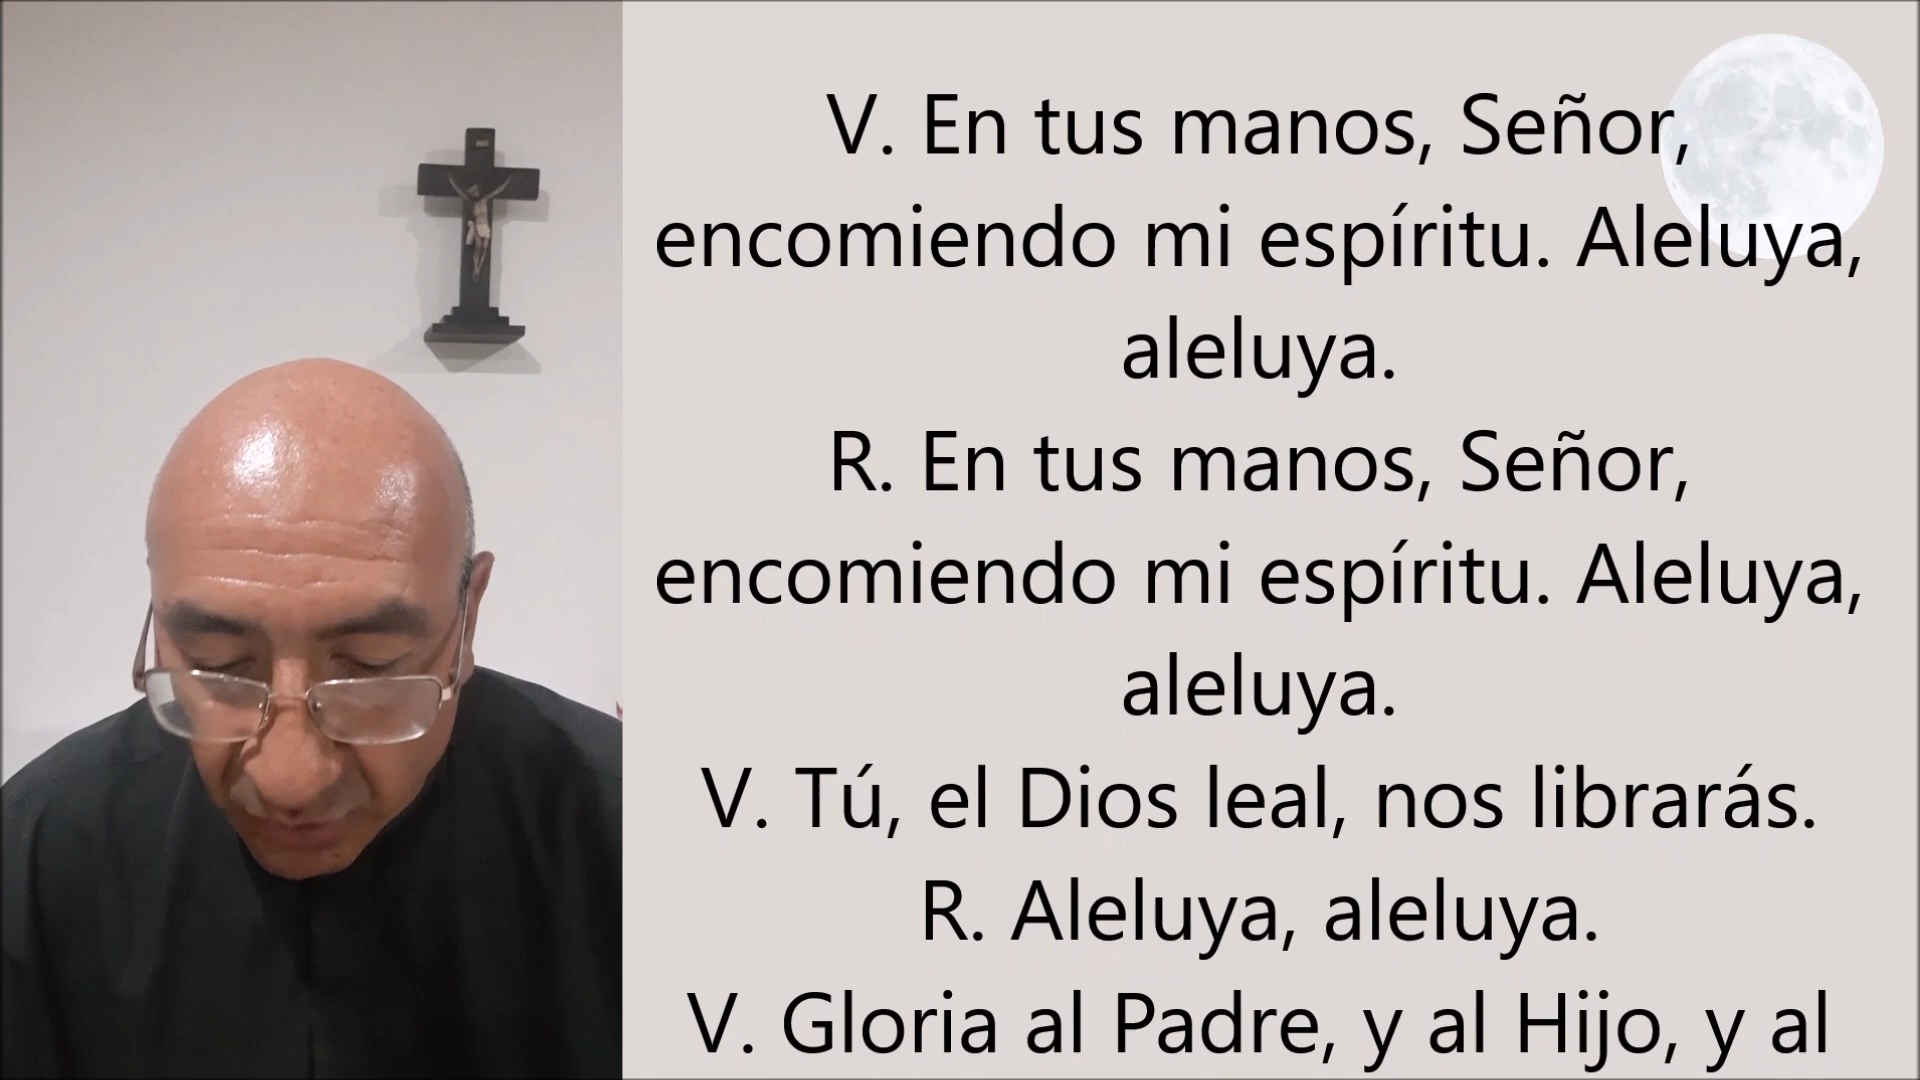 V. En tus manos, Señor,
encomiendo mi espíritu. Aleluya,
aleluya.
R. En tus manos, Señor,
encomiendo mi espíritu. Aleluya,
aleluya.
V. Tú, el Dios leal, nos librarás.
R. Aleluya, aleluya.
V. Gloria al Padre, y al Hijo, y al